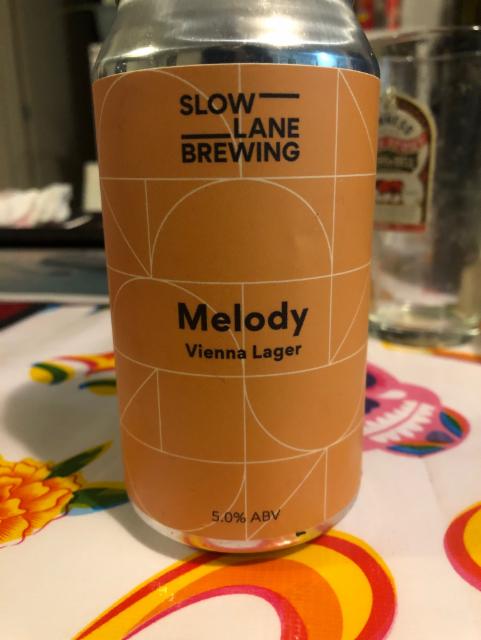 SLOW
LANE
BREWING
Melody
Vienna Lager
5.0% ABV